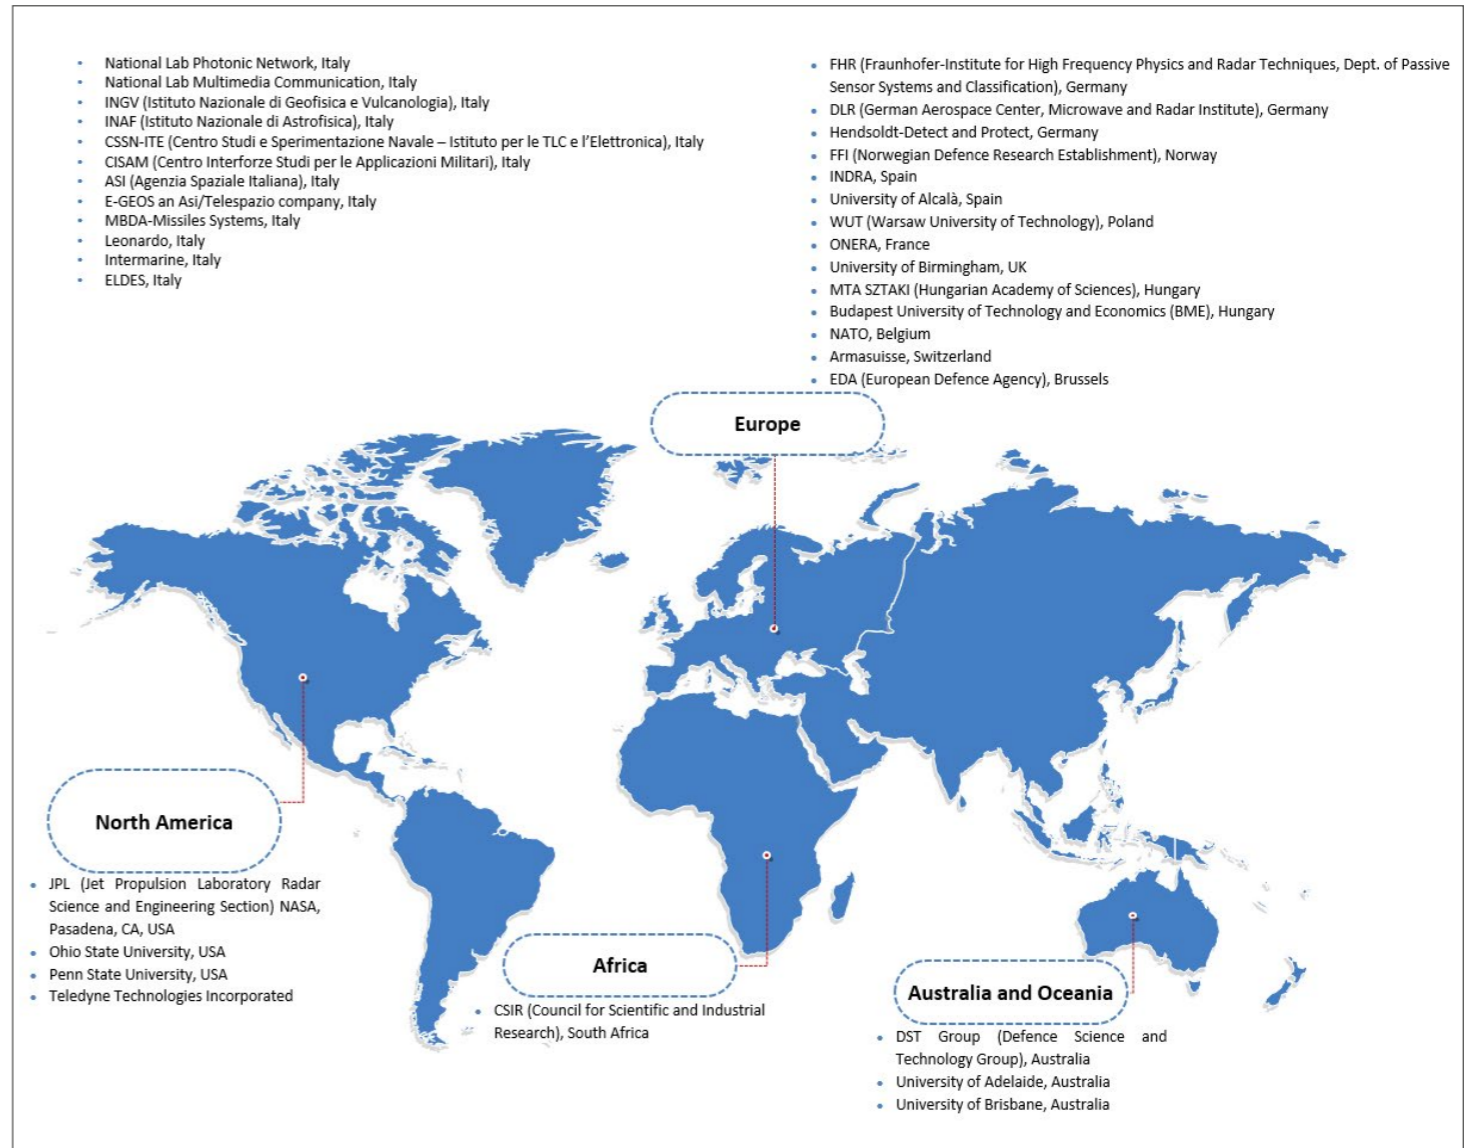 National Lab Photonic Network, Italy
National Lab Multimedia Communication, Italy
INGV (Istituto Nazionale di Geofisica e Vulcanologia), Italy
INAF (Istituto Nazionale di Astrofisica), Italy
CSSN-ITE (Centro Studi e Sperimentazione Navale – Istituto per le TLC e l'Elettronica), Italy
CISAM (Centro Interforze Studi per le Applicazioni Militari), Italy
ASI (Agenzia Spaziale Italiana), Italy
E-GEOS an Asi/Telespazio company, Italy
MBDA-Missiles Systems, Italy
Leonardo, Italy
Intermarine, Italy
ELDES, Italy
FHR (Fraunhofer-Institute for High Frequency Physics and Radar Techniques, Dept. of Passive
Sensor Systems and Classification), Germany
DLR (German Aerospace Center, Microwave and Radar Institute), Germany
Hendsoldt-Detect and Protect, Germany
FFI (Norwegian Defence Research Establishment), Norway
INDRA, Spain
University of Alcalà, Spain
WUT (Warsaw University of Technology), Poland
ONERA, France
University of Birmingham, UK
MTA SZTAKI (Hungarian Academy of Sciences), Hungary
Budapest University of Technology and Economics (BME), Hungary
NATO, Belgium
Armasuisse, Switzerland
EDA (European Defence Agency), Brussels
Europe
North America
JPL (Jet Propulsion Laboratory Radar
Science and Engineering Section) NASA,
Pasadena, CA, USA
Ohio State University, USA
Penn State University, USA
Teledyne Technologies Incorporated
Africa
CSIR (Council for Scientific and Industrial
Research), South Africa
Australia and Oceania
DST Group (Defence Science and
Technology Group), Australia
University of Adelaide, Australia
University of Brisbane, Australia